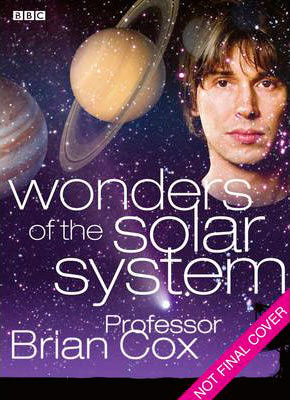 BBC
wonders
of the solar
system
Professor
Brian Cox
NOT FINAL COVER